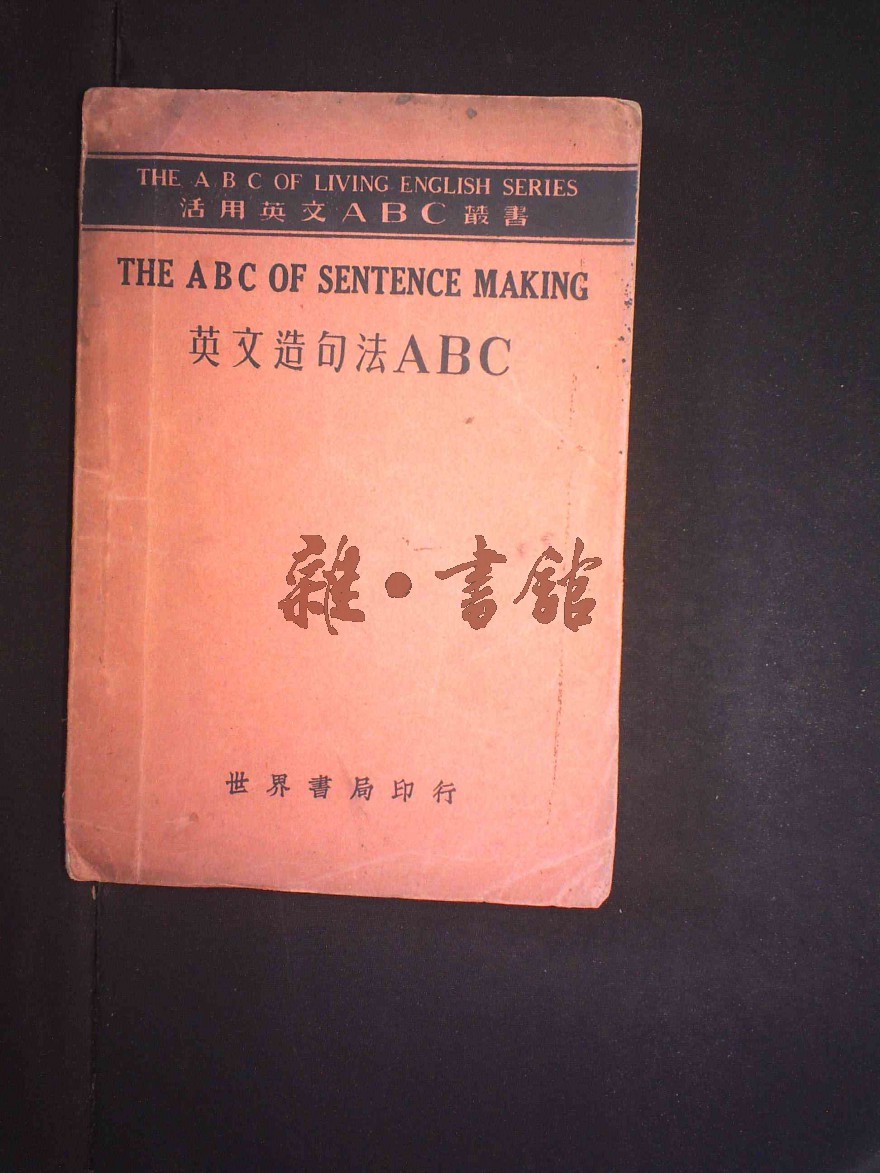 THE A B C OF LIVING ENGLISH SERIES
活用英文ABC叢書
THE ABC OF SENTENCE MAKING
英文造句法ABC
雜·書館
世界書局印行